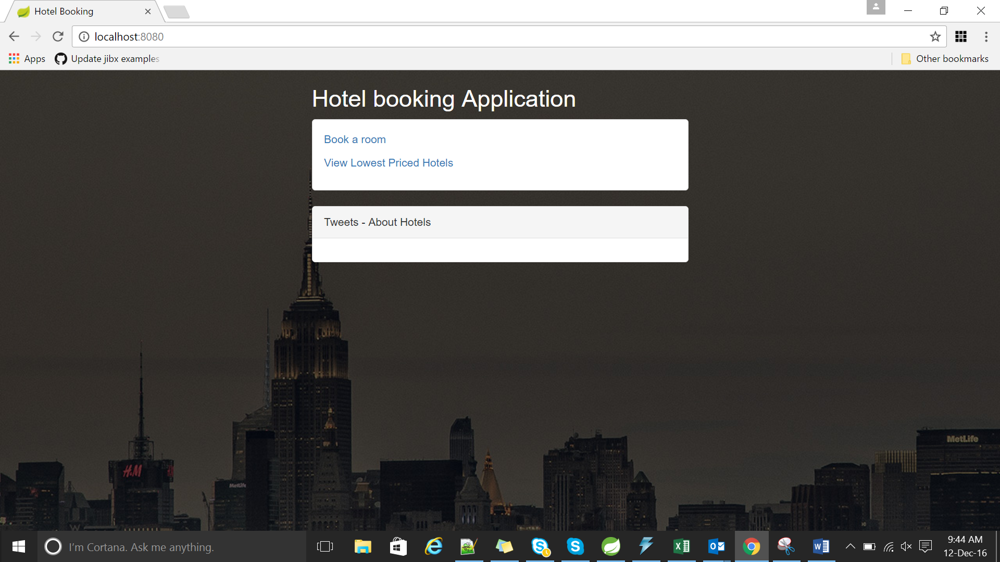 Hotel Booking
localhost:8080
Apps
Update jibx examples
Other bookmarks
Hotel booking Application
Book a room
View Lowest Priced Hotels
Tweets - About Hotels
MetLife
H&M
MetLife
W
I'm Cortana. Ask me anything.
9:44 AM
12-Dec-16